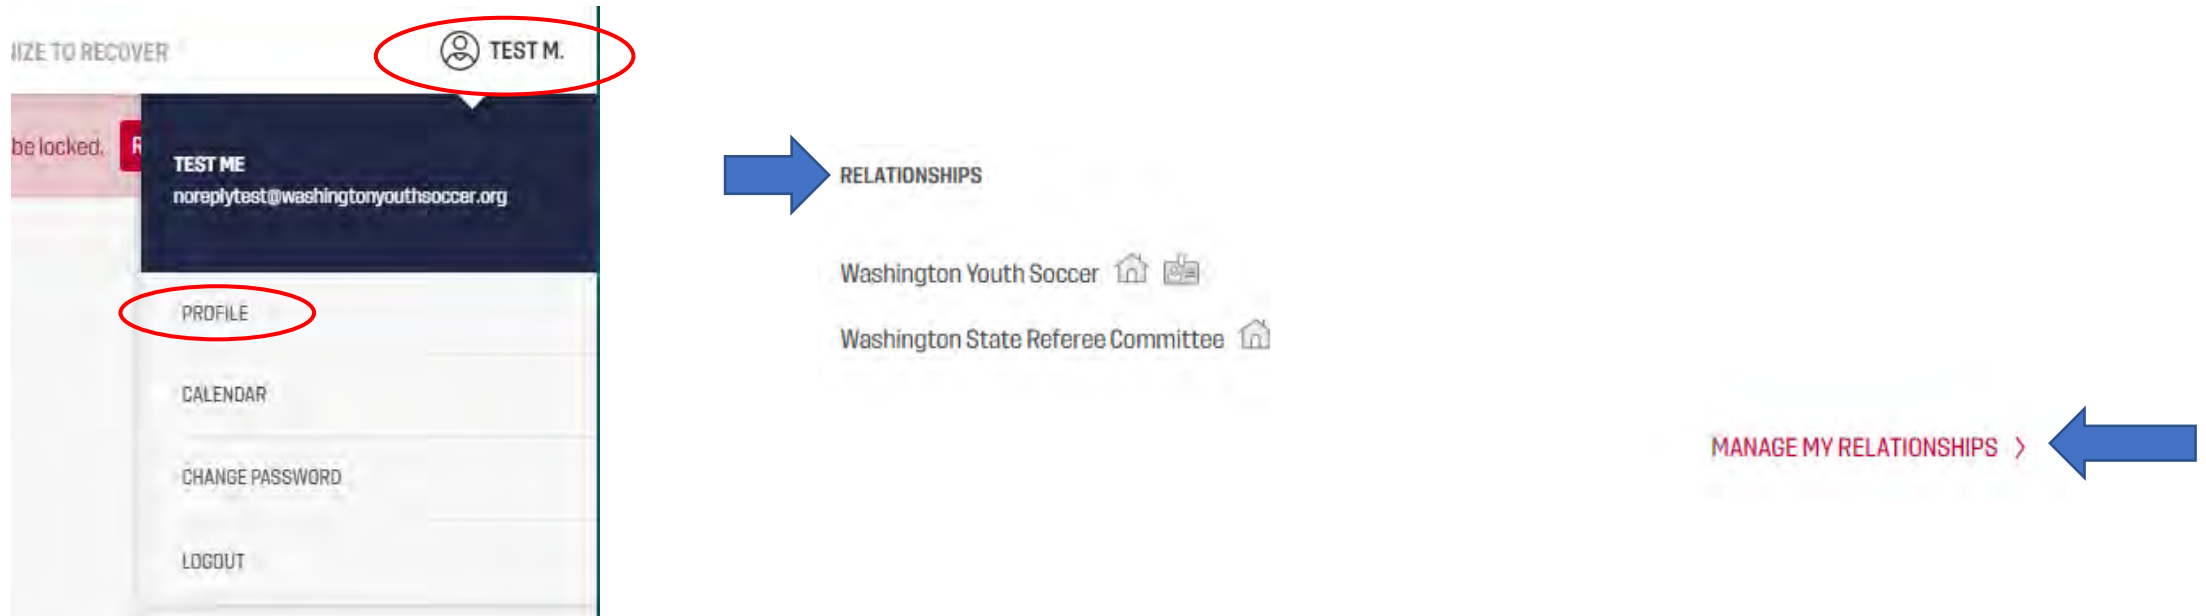 TO RECOVER
TEST M.
be locked.
TEST ME
noreplytest@washingtonyouthsoccer.org
PROFILE
CALENDAR
CHANGE PASSWORD
LOGOUT
RELATIONSHIPS
Washington Youth Soccer
Washington State Referee Committee
MANAGE MY RELATIONSHIPS >